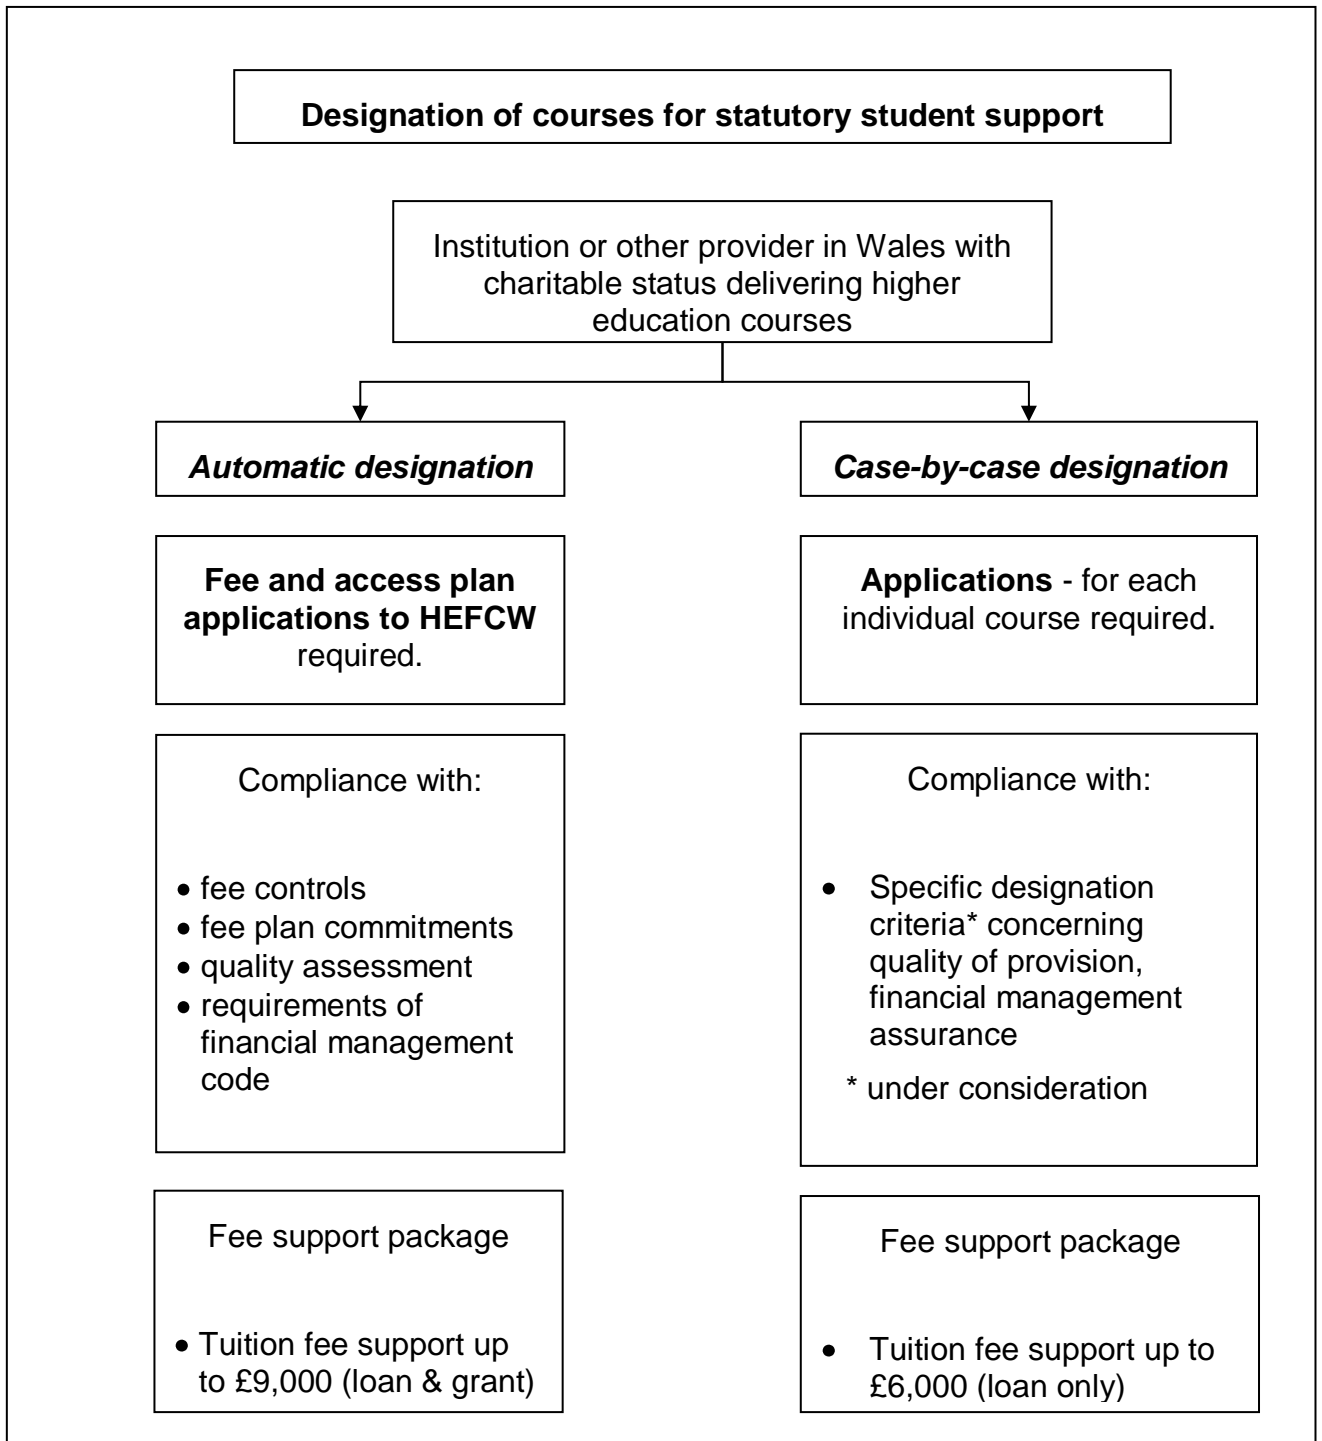 Designation of courses for statutory student support
Institution or other provider in Wales with
charitable status delivering higher
education courses
Automatic designation
Fee and access plan
applications to HEFCW
required.
Compliance with:
• fee controls
• fee plan commitments
• quality assessment
• requirements of
financial management
code
Fee support package
• Tuition fee support up
to £9,000 (loan & grant)
Case-by-case designation
Applications - for each
individual course required.
Compliance with:
• Specific designation
criteria* concerning
quality of provision,
financial management
assurance
* under consideration
Fee support package
• Tuition fee support up to
£6,000 (loan only)